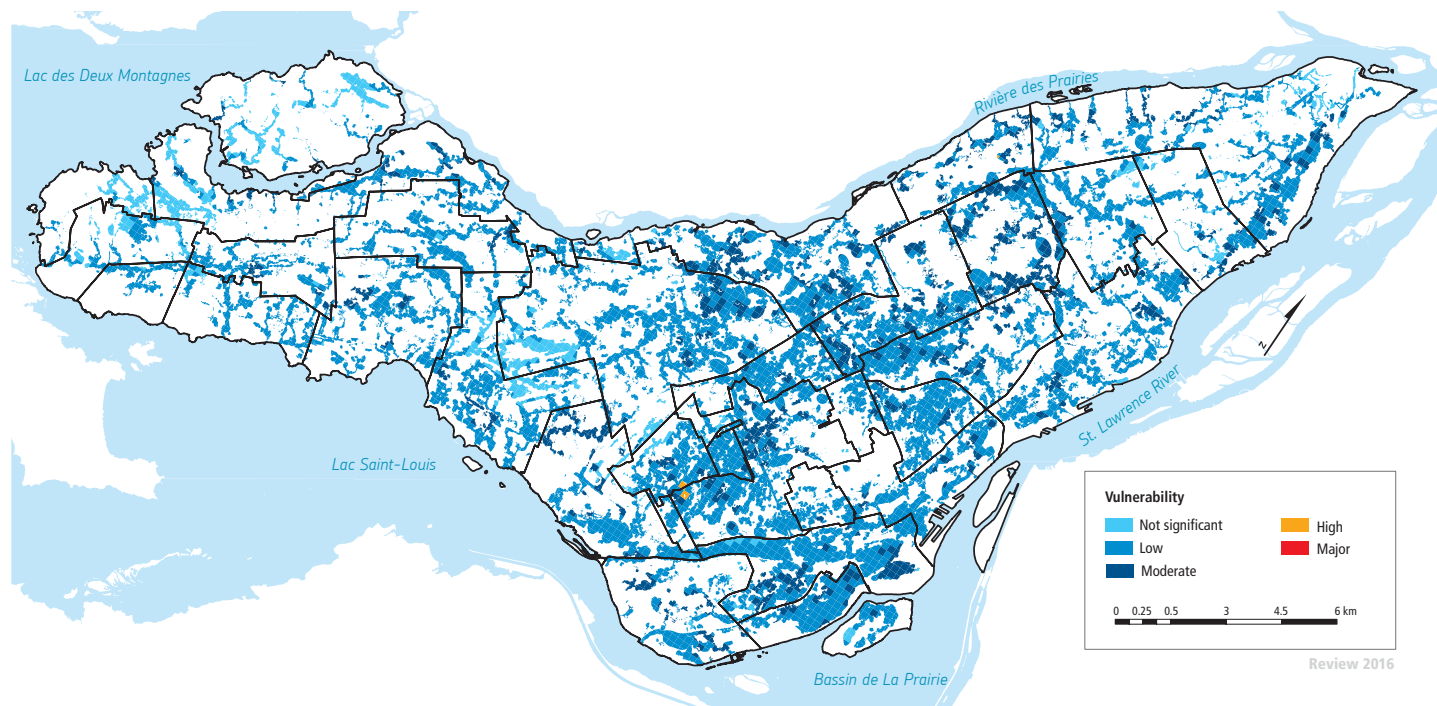 Lac des Deux Montagnes
Rivière des Prairies
St. Lawrence River
Lac Saint-Louis
Bassin de La Prairie
N
Vulnerability
Not significant
Low
Moderate
High
Major
0 0.25 0.5 3 4.5 6 km
Review 2016